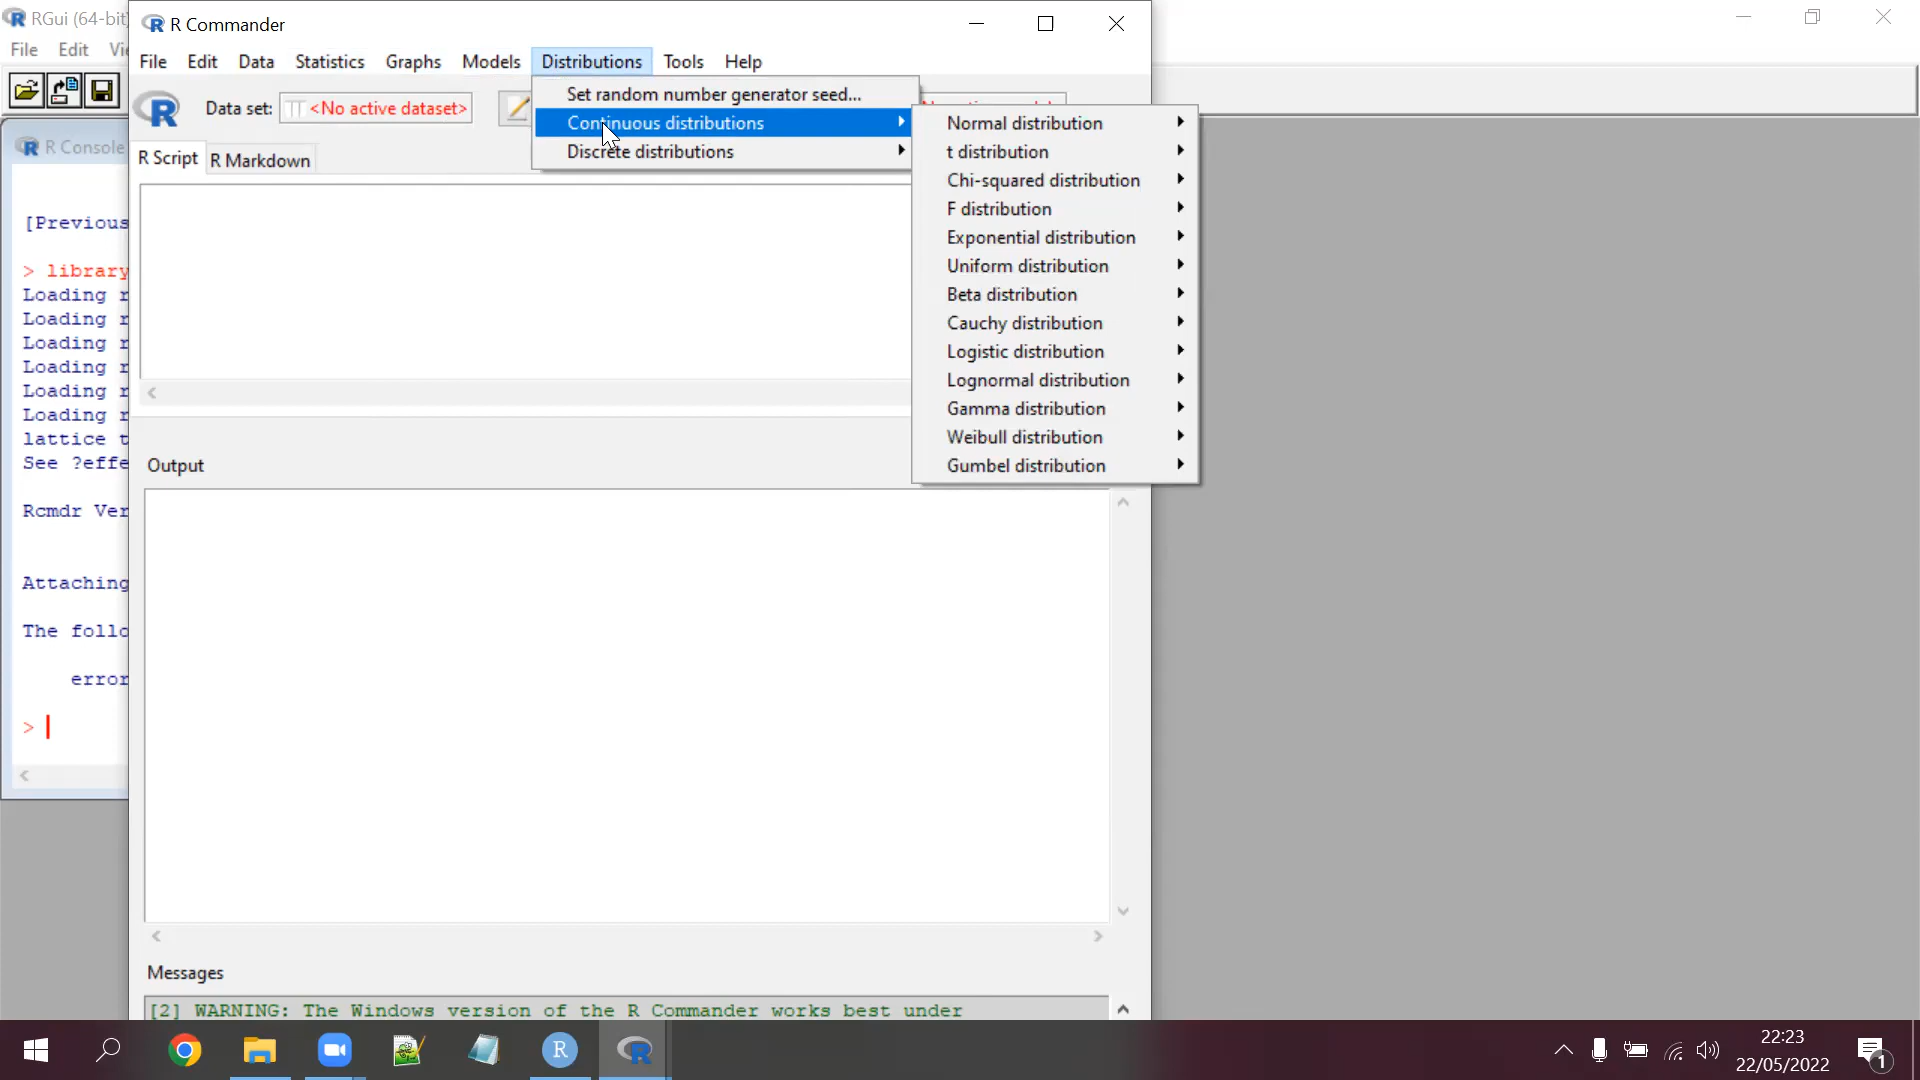 RGui (64-bit)
File Edit Vi
R Commander
File Edit Data Statistics Graphs Models Distributions Tools Help
Data set: <No active dataset>
Set random number generator seed...
Continuous distributions
Discrete distributions
Normal distribution
t distribution
Chi-squared distribution
F distribution
Exponential distribution
Uniform distribution
Beta distribution
Cauchy distribution
Logistic distribution
Lognormal distribution
Gamma distribution
Weibull distribution
Gumbel distribution
R Script R Markdown
Output
Messages
[2] WARNING: The Windows version of the R Commander works best under
R Console
[Previous
> library
Loading r
Loading r
Loading r
Loading r
Loading r
Loading r
lattice t
See ?effe
Rcmdr Ver
Attaching
The follo
error
>
22:23
22/05/2022
1